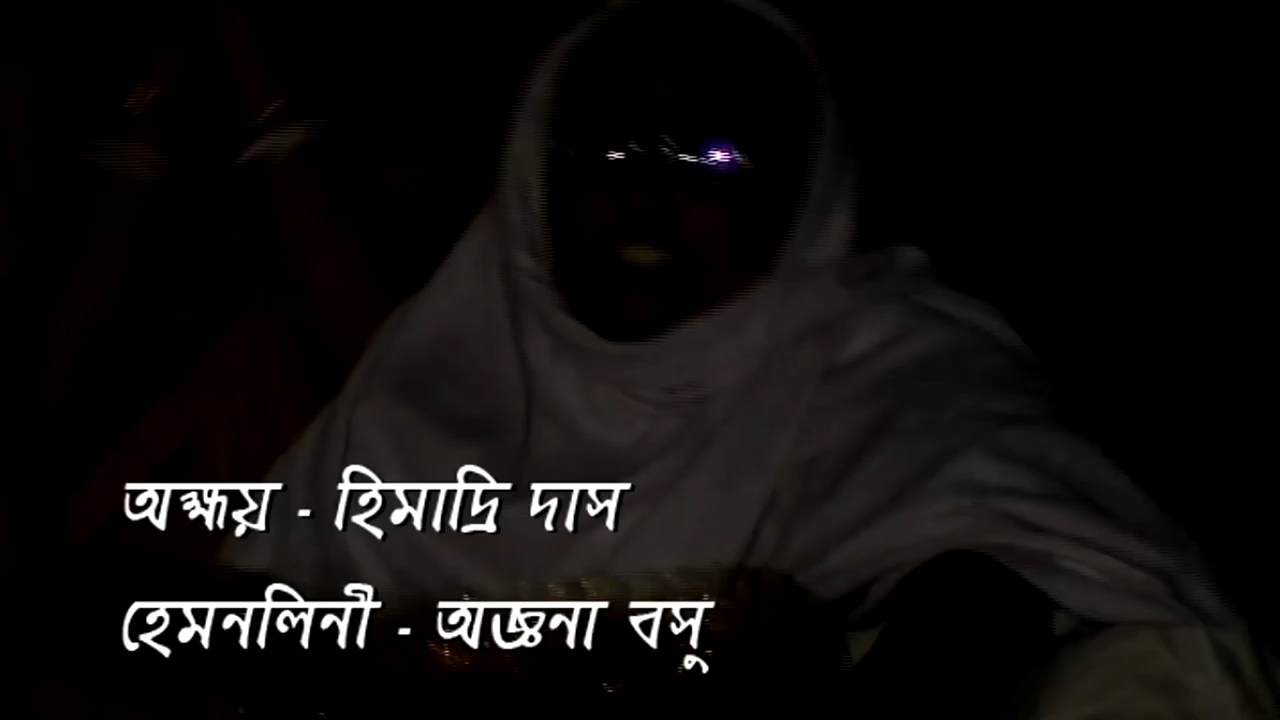 অক্ষয় - হিমাদ্রি দাস
হেমনলিনী - অঞ্জনা বসু